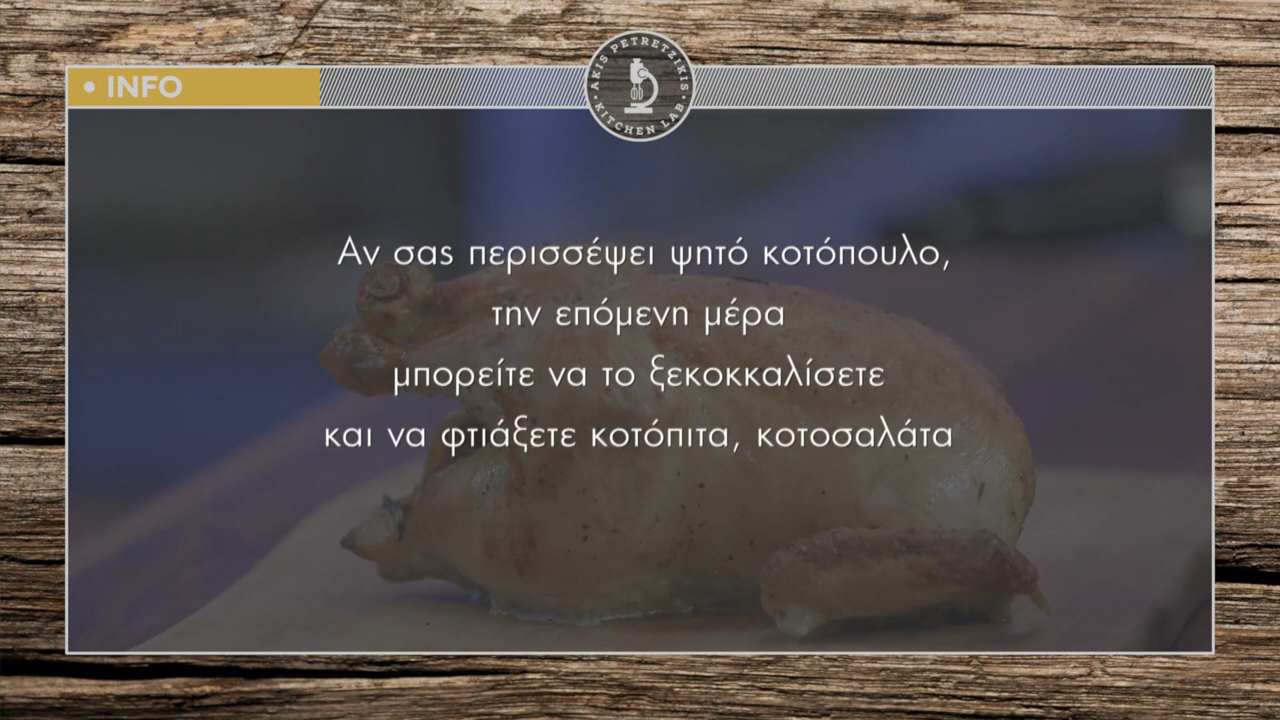 • INFO
AKIS PETRETZIKIS
• KITCHEN LAB •
Αν σας περισσέψει ψητό κοτόπουλο,
την επόμενη μέρα
μπορείτε να το ξεκοκκαλίσετε
και να φτιάξετε κοτόπιτα, κοτοσαλάτα